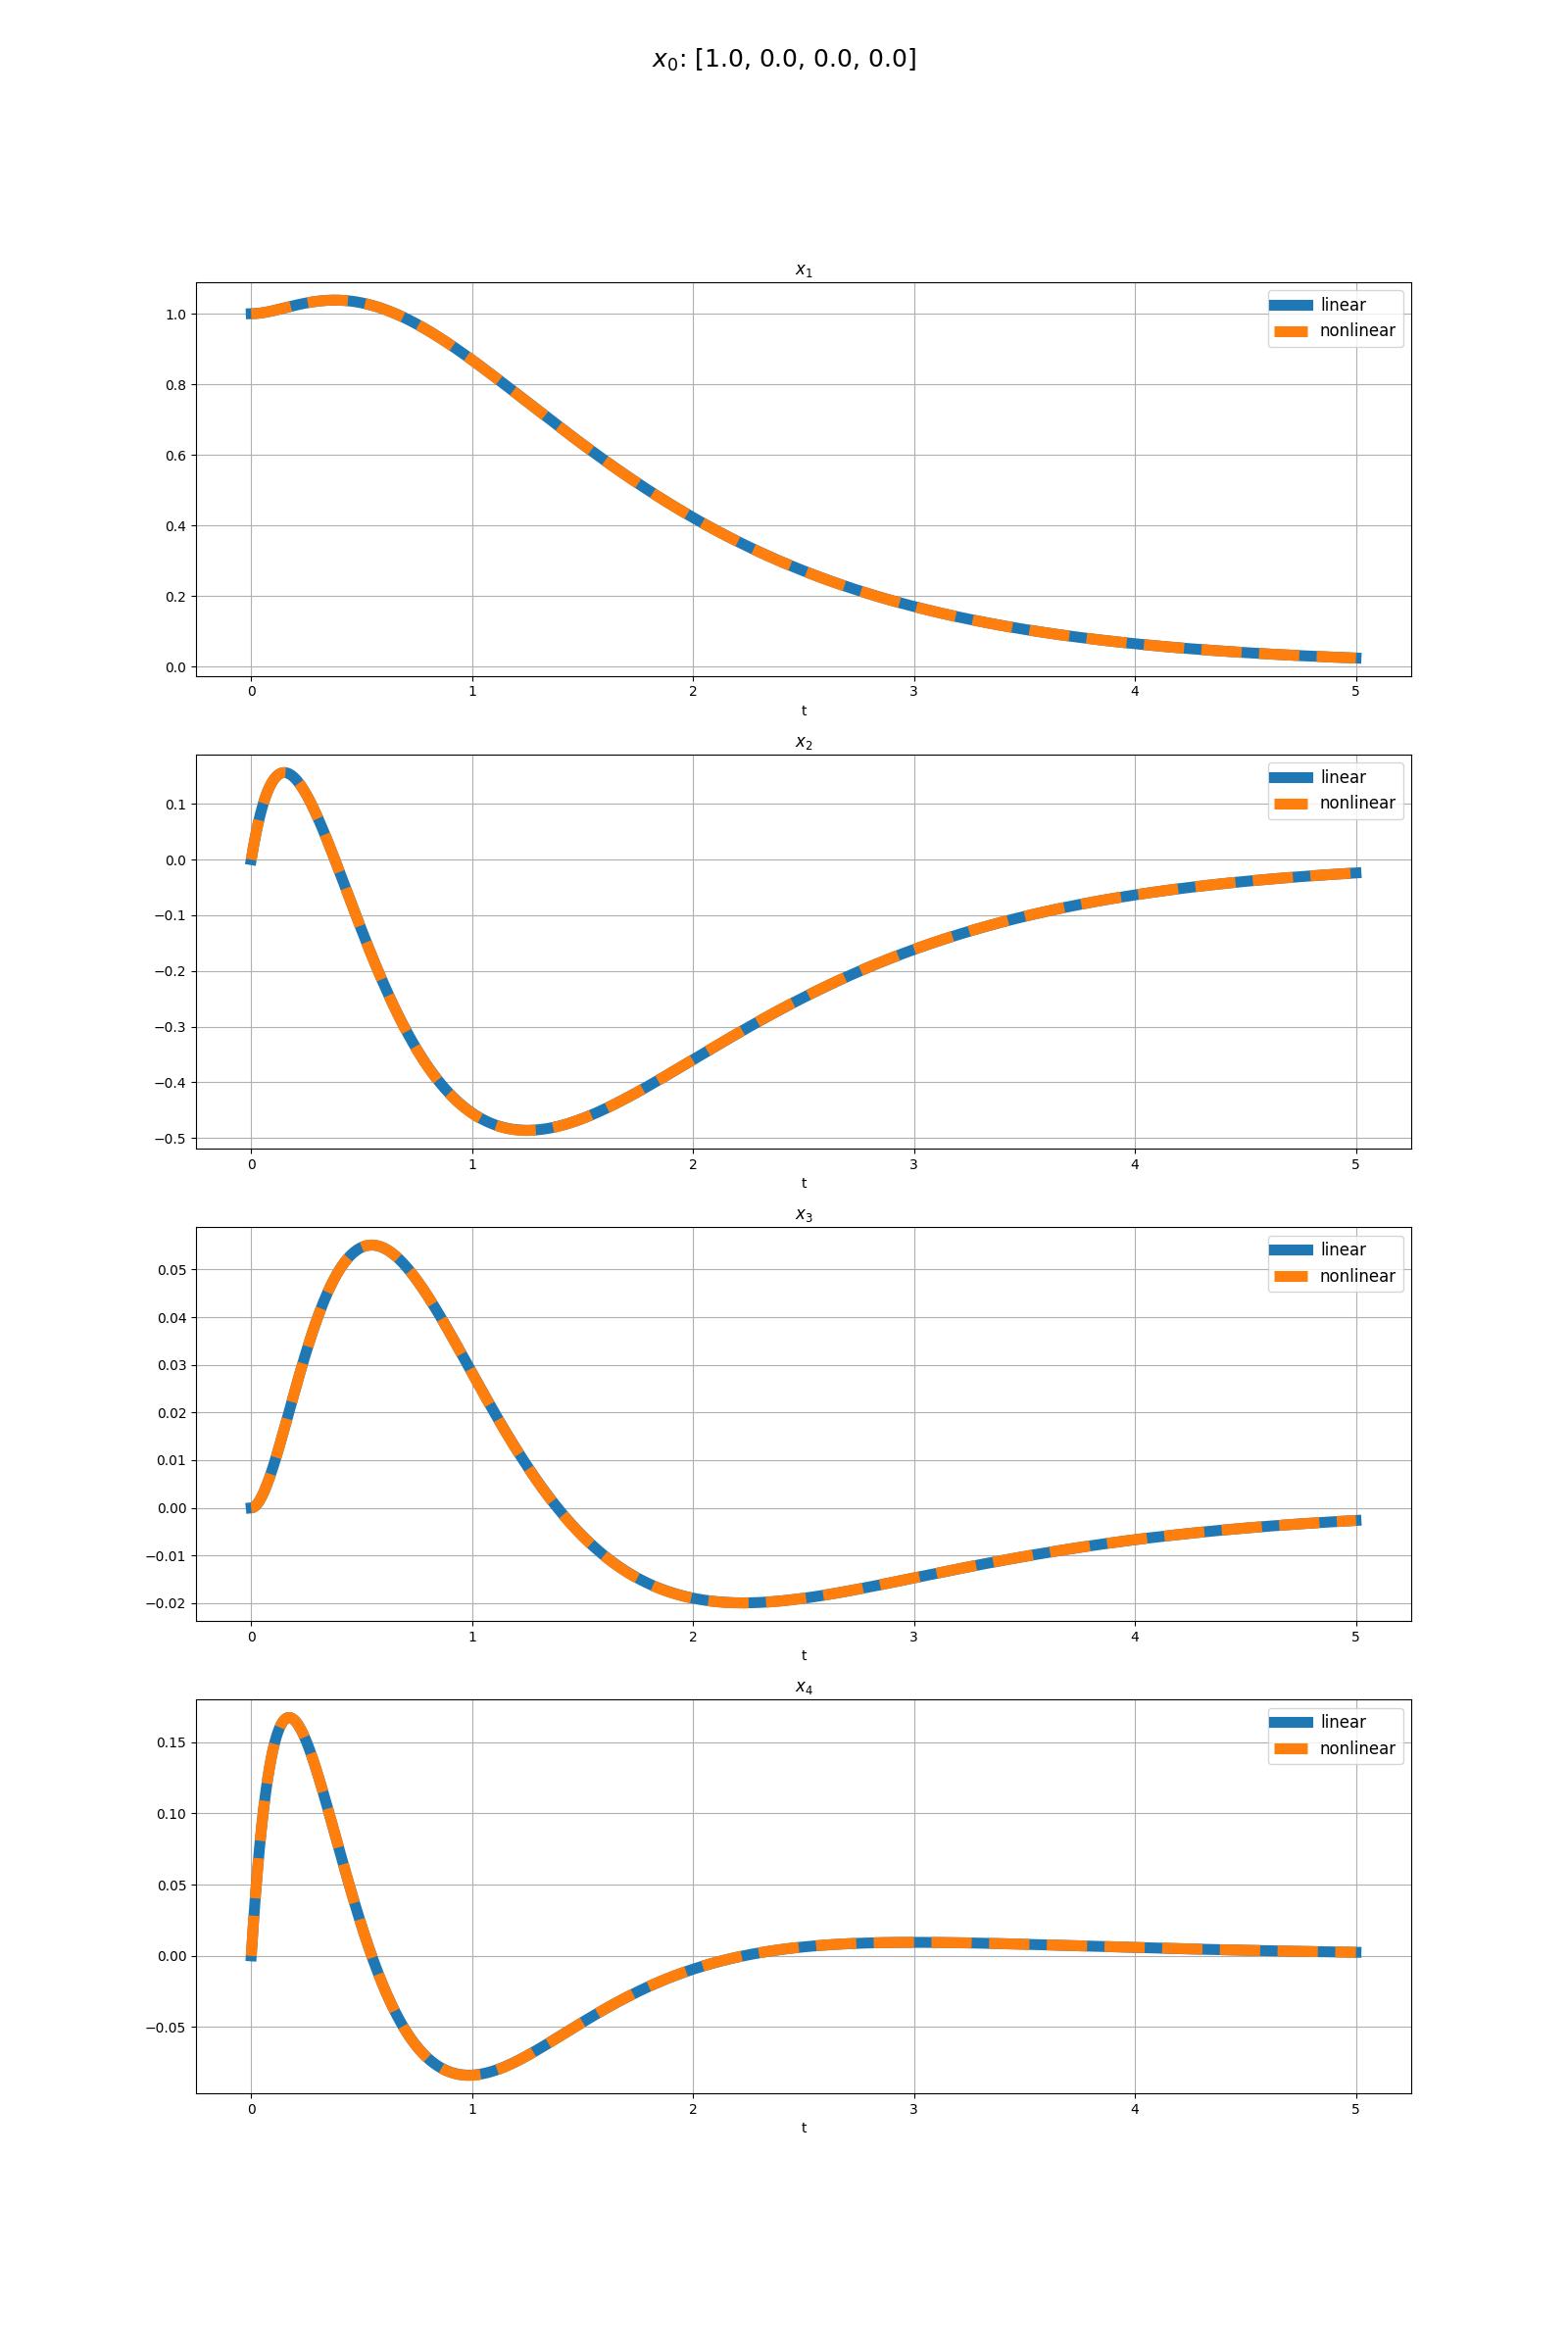 x₀: [1.0, 0.0, 0.0, 0.0]
x₁
linear
nonlinear
1.0
0.8
0.6
0.4
0.2
0.0
0 1 2 3 4 5
t
x₂
linear
nonlinear
0.1
0.0
−0.1
−0.2
−0.3
−0.4
−0.5
0 1 2 3 4 5
t
x₃
linear
nonlinear
0.05
0.04
0.03
0.02
0.01
0.00
−0.01
−0.02
0 1 2 3 4 5
t
x₄
linear
nonlinear
0.15
0.10
0.05
0.00
−0.05
0 1 2 3 4 5
t